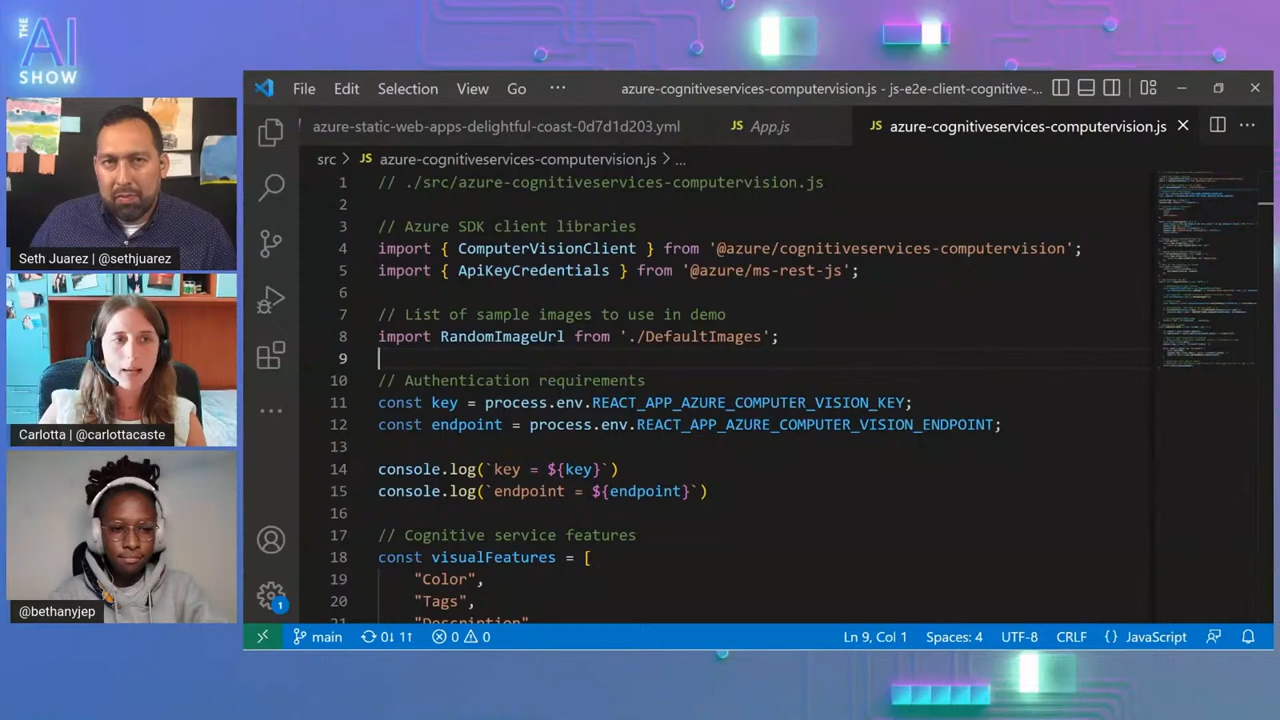 THE
AI
SHOW
Seth Juarez | @sethjuarez
Carlotta | @carlottacaste
@bethanyjep
File Edit Selection View Go ···
azure-cognitiveservices-computervision.js - js-e2e-client-cognitive-...
azure-static-web-apps-delightful-coast-0d7d1d203.yml
JS App.js
JS azure-cognitiveservices-computervision.js
src > JS azure-cognitiveservices-computervision.js > ...
1 // ./src/azure-cognitiveservices-computervision.js
2
3 // Azure SDK client libraries
4 import { ComputerVisionClient } from '@azure/cognitiveservices-computervision';
5 import { ApiKeyCredentials } from '@azure/ms-rest-js';
6
7 // List of sample images to use in demo
8 import RandomImageUrl from './DefaultImages';
9
10 // Authentication requirements
11 const key = process.env.REACT_APP_AZURE_COMPUTER_VISION_KEY;
12 const endpoint = process.env.REACT_APP_AZURE_COMPUTER_VISION_ENDPOINT;
13
14 console.log(`key = ${key}`)
15 console.log(`endpoint = ${endpoint}`)
16
17 // Cognitive service features
18 const visualFeatures = [
19 "Color",
20 "Tags",
21 "Description"
1
main 0↓ 1↑ 0 0
Ln 9, Col 1 Spaces: 4 UTF-8 CRLF {} JavaScript